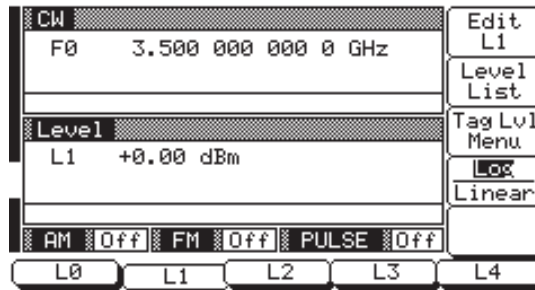 CW
F0 3.500 000 000 0 GHz
Level
L1 +0.00 dBm
AM Off FM Off PULSE Off
Edit
L1
Level
List
Tag Lvl
Menu
Log
Linear
L0 L1 L2 L3 L4